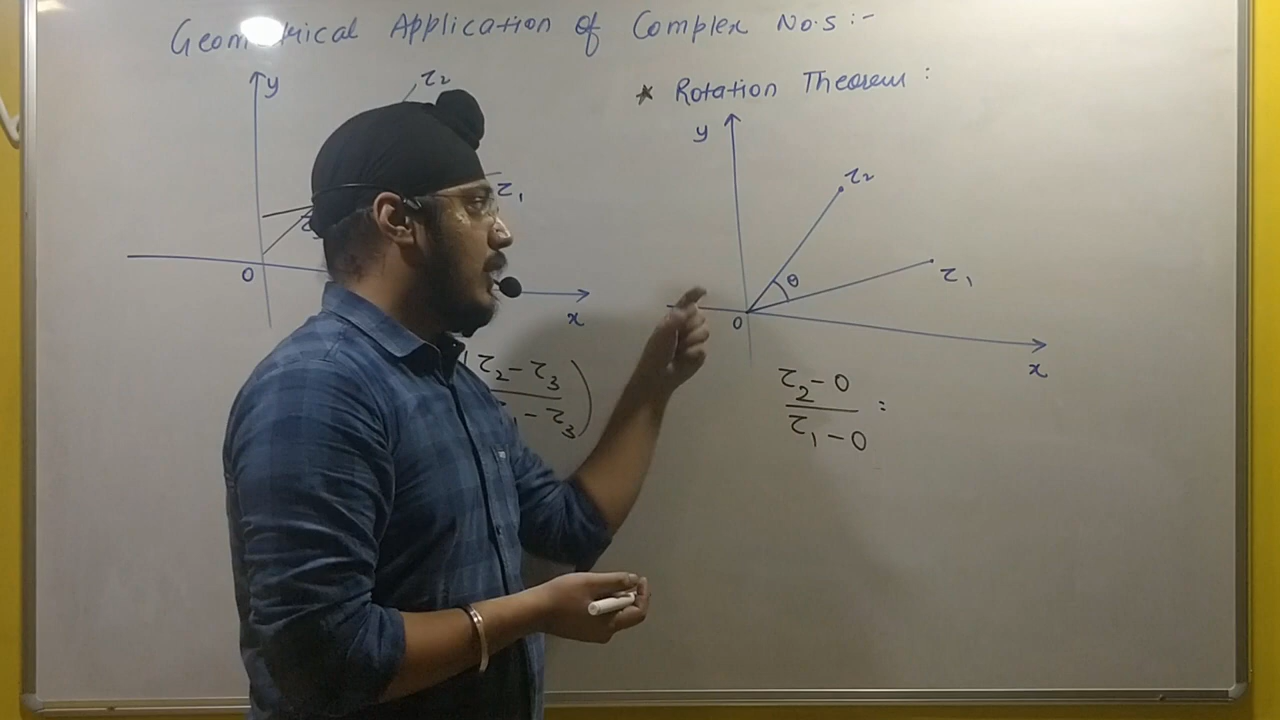 Geometrical Application of Complex No.s :-
y
z2
z1
0
x
z2 - z3
- z3 )
* Rotation Theorem :
y
z2
θ
z1
0
x
z2 - 0
z1 - 0 =